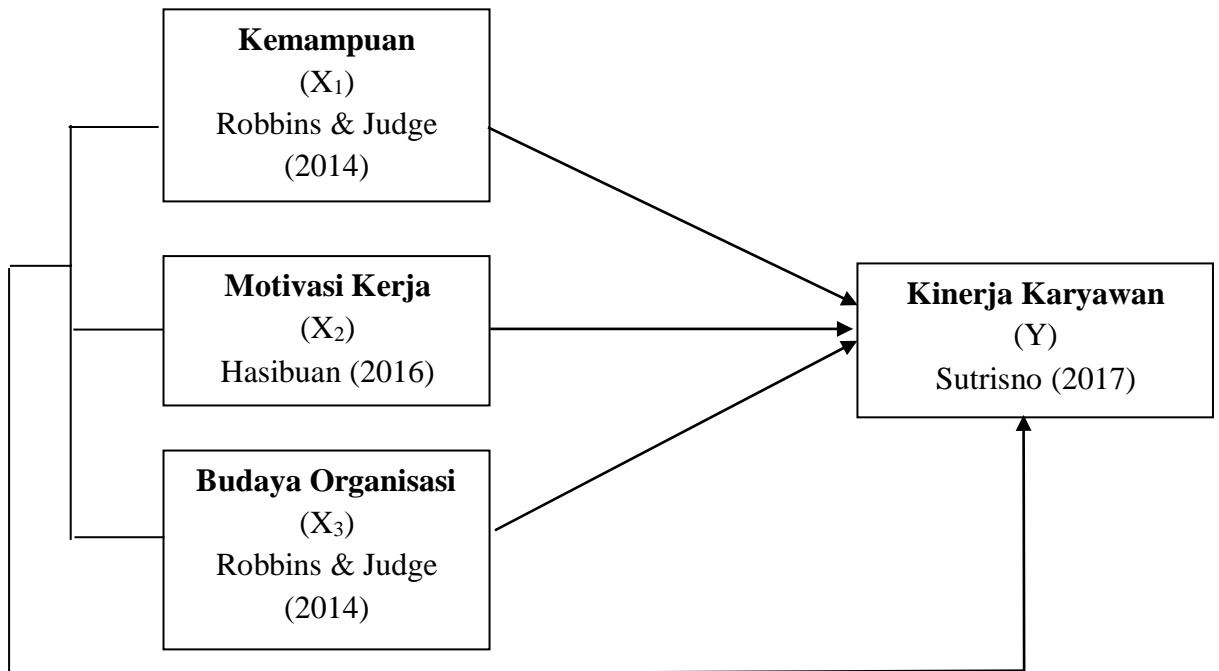 Kemampuan
(X₁)
Robbins & Judge
(2014)
Motivasi Kerja
(X₂)
Hasibuan (2016)
Budaya Organisasi
(X₃)
Robbins & Judge
(2014)
Kinerja Karyawan
(Y)
Sutrisno (2017)